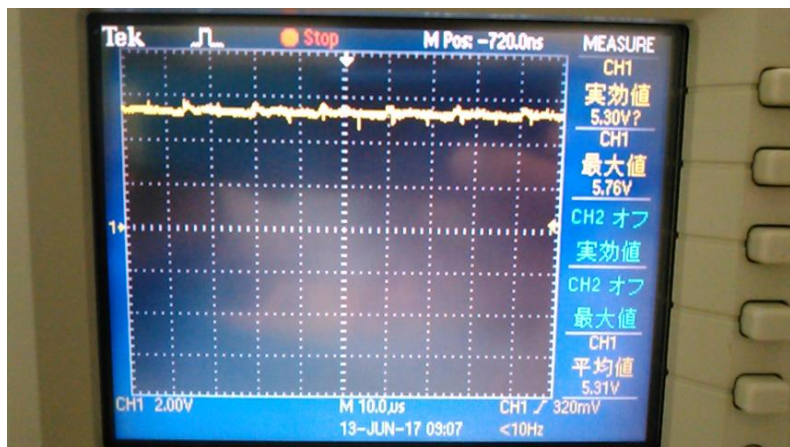 Tek Stop M Pos: -720.0ns MEASURE
CH1
実効値
5.30V?
CH1
最大値
5.76V
CH2 オフ
実効値
CH2 オフ
最大値
CH1
平均値
5.31V
1
CH1 2.00V M 10.0μs CH1 320mV
13-JUN-17 09:07 <10Hz